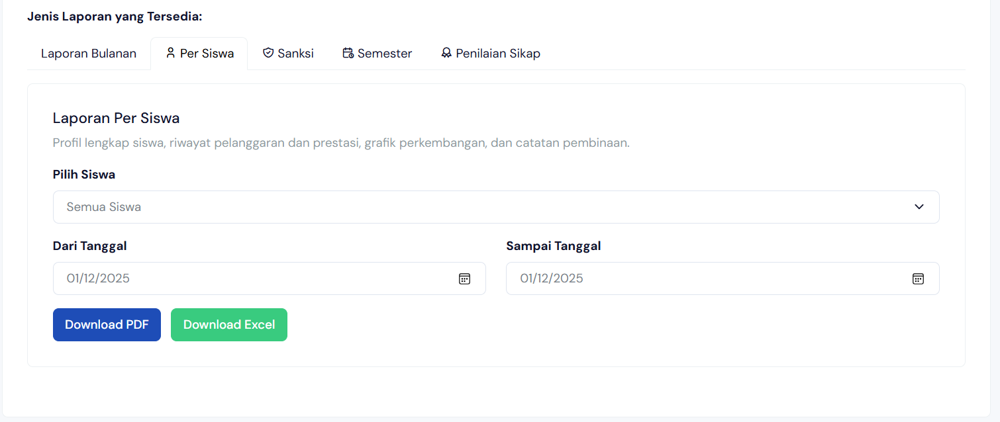 Jenis Laporan yang Tersedia:
Laporan Bulanan Per Siswa Sanksi Semester Penilaian Sikap
Laporan Per Siswa
Profil lengkap siswa, riwayat pelanggaran dan prestasi, grafik perkembangan, dan catatan pembinaan.
Pilih Siswa
Semua Siswa
Dari Tanggal Sampai Tanggal
01/12/2025 01/12/2025
Download PDF Download Excel